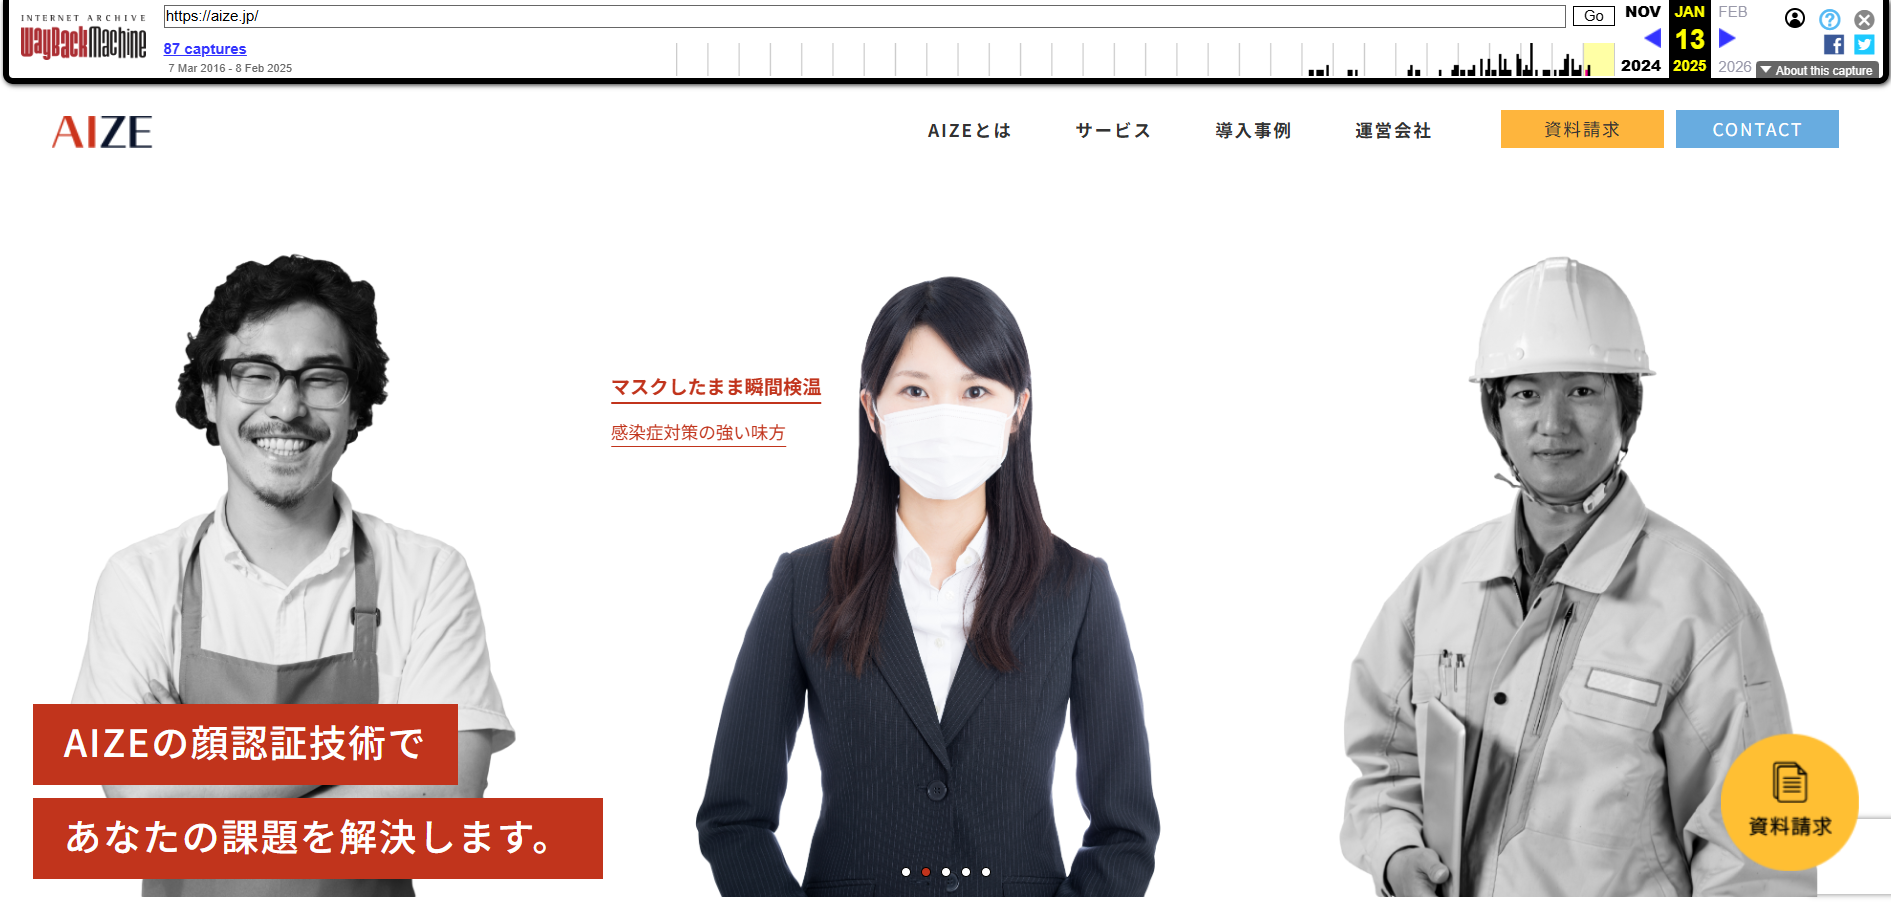 INTERNET ARCHIVE
WayBackMachine
https://aize.jp/
Go
87 captures
7 Mar 2016 - 8 Feb 2025
NOV JAN FEB
13
2024 2025 2026
About this capture
AIZE
AIZEとは
サービス
導入事例
運営会社
資料請求
CONTACT
マスクしたまま瞬間検温
感染症対策の強い味方
AIZEの顔認証技術で
あなたの課題を解決します。
資料請求